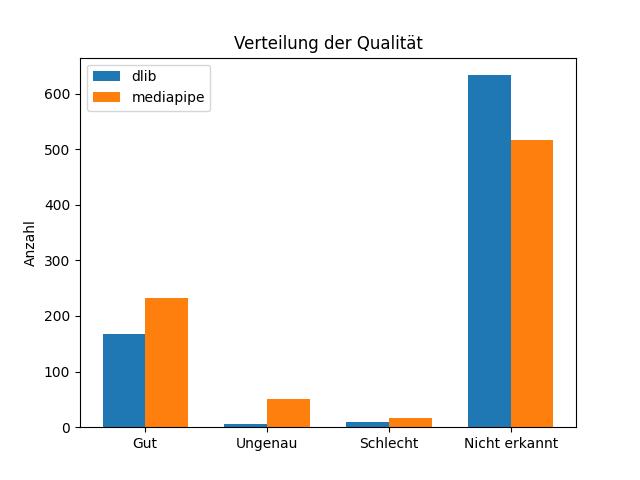 Verteilung der Qualität
dlib
mediapipe
Anzahl
600
500
400
300
200
100
0
Gut Ungenau Schlecht Nicht erkannt